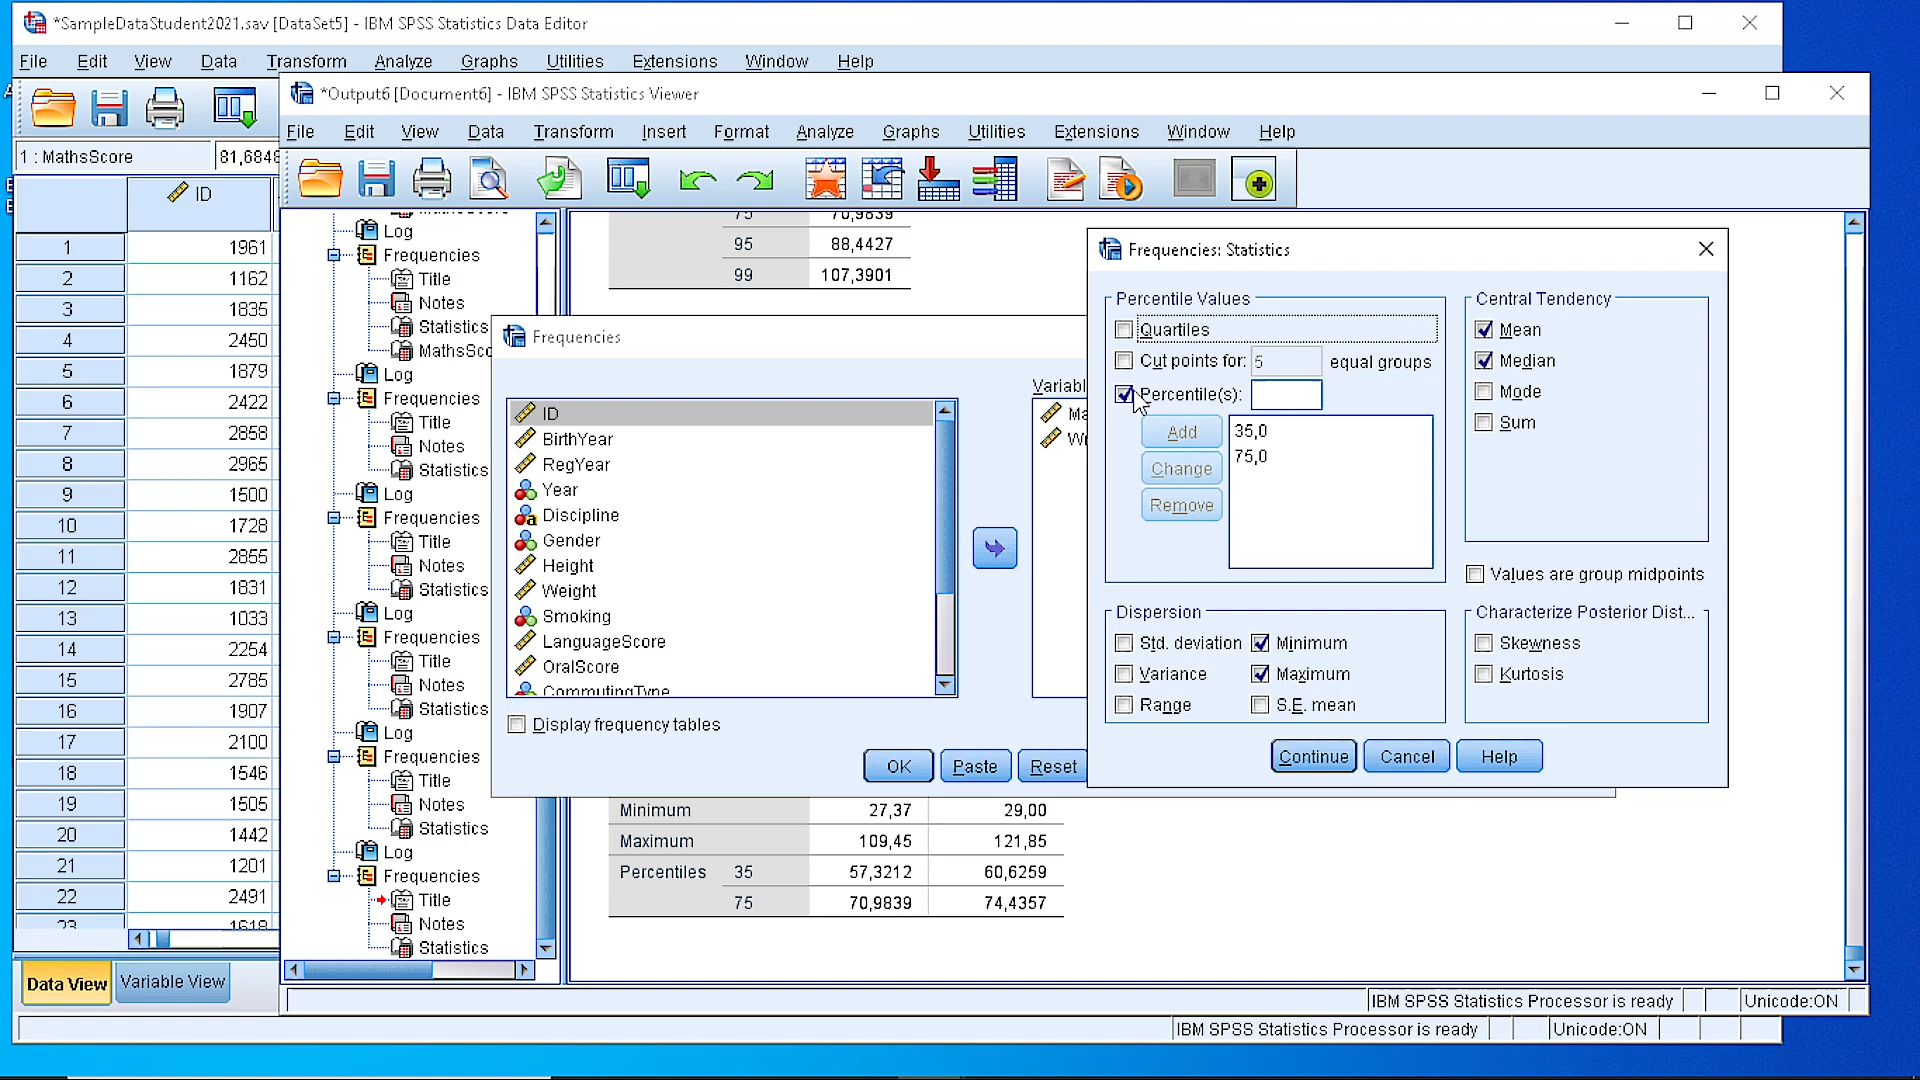 *SampleDataStudent2021.sav [DataSet5] - IBM SPSS Statistics Data Editor
File Edit View Data Transform Analyze Graphs Utilities Extensions Window Help
*Output6 [Document6] - IBM SPSS Statistics Viewer
File Edit View Data Transform Insert Format Analyze Graphs Utilities Extensions Window Help
1 : MathsScore 81,6848
ID
1 1961
2 1162
3 1835
4 2450
5 1879
6 2422
7 2858
8 2965
9 1500
10 1728
11 2855
12 1831
13 1033
14 2254
15 2785
16 1907
17 2100
18 1546
19 1505
20 1442
21 1201
22 2491
23 1618
Data View Variable View
MathsScore
Log
Frequencies
Title
Notes
Statistics
MathsSco
Log
Frequencies
Title
Notes
Statistics
Log
Frequencies
Title
Notes
Statistics
Log
Frequencies
Title
Notes
Statistics
Log
Frequencies
Title
Notes
Statistics
Log
Frequencies
Title
Notes
Statistics
75 70,9839
95 88,4427
99 107,3901
Frequencies
ID
BirthYear
RegYear
Year
Discipline
Gender
Height
Weight
Smoking
LanguageScore
OralScore
CommutingType
Display frequency tables
Variabl
Ma
Wr
OK Paste Reset
Frequencies: Statistics
Percentile Values
Quartiles
Cut points for: 5 equal groups
Percentile(s):
Add
Change
Remove
35,0
75,0
Central Tendency
Mean
Median
Mode
Sum
Values are group midpoints
Dispersion
Std. deviation Minimum
Variance Maximum
Range S.E. mean
Characterize Posterior Dist...
Skewness
Kurtosis
Continue Cancel Help
Minimum 27,37 29,00
Maximum 109,45 121,85
Percentiles 35 57,3212 60,6259
75 70,9839 74,4357
IBM SPSS Statistics Processor is ready Unicode:ON
IBM SPSS Statistics Processor is ready Unicode:ON